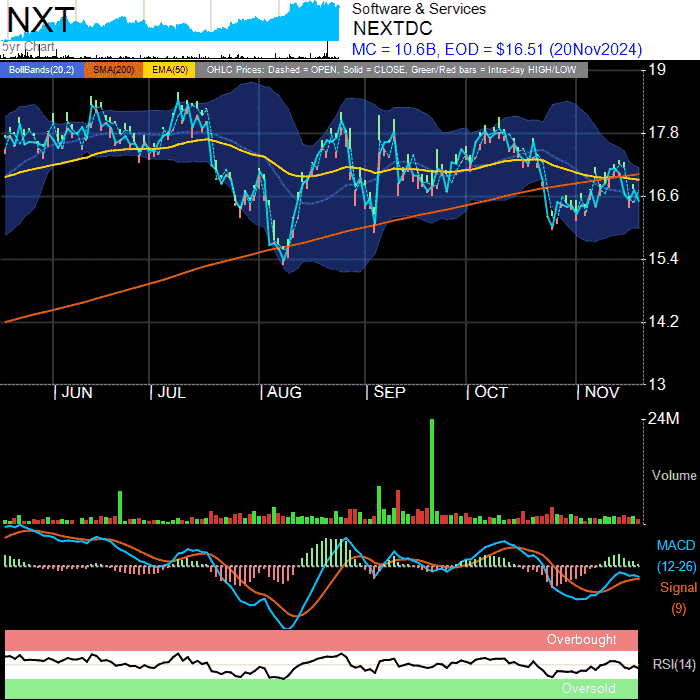 NXT
5yr Chart
Software & Services
NEXTDC
MC = 10.6B, EOD = $16.51 (20Nov2024)
BollBands(20,2) SMA(200) EMA(50) OHLC Prices: Dashed = OPEN, Solid = CLOSE, Green/Red bars = Intra-day HIGH/LOW
19
17.8
16.6
15.4
14.2
13
JUN JUL AUG SEP OCT NOV
24M
Volume
MACD
(12-26)
Signal
(9)
Overbought
RSI(14)
Oversold